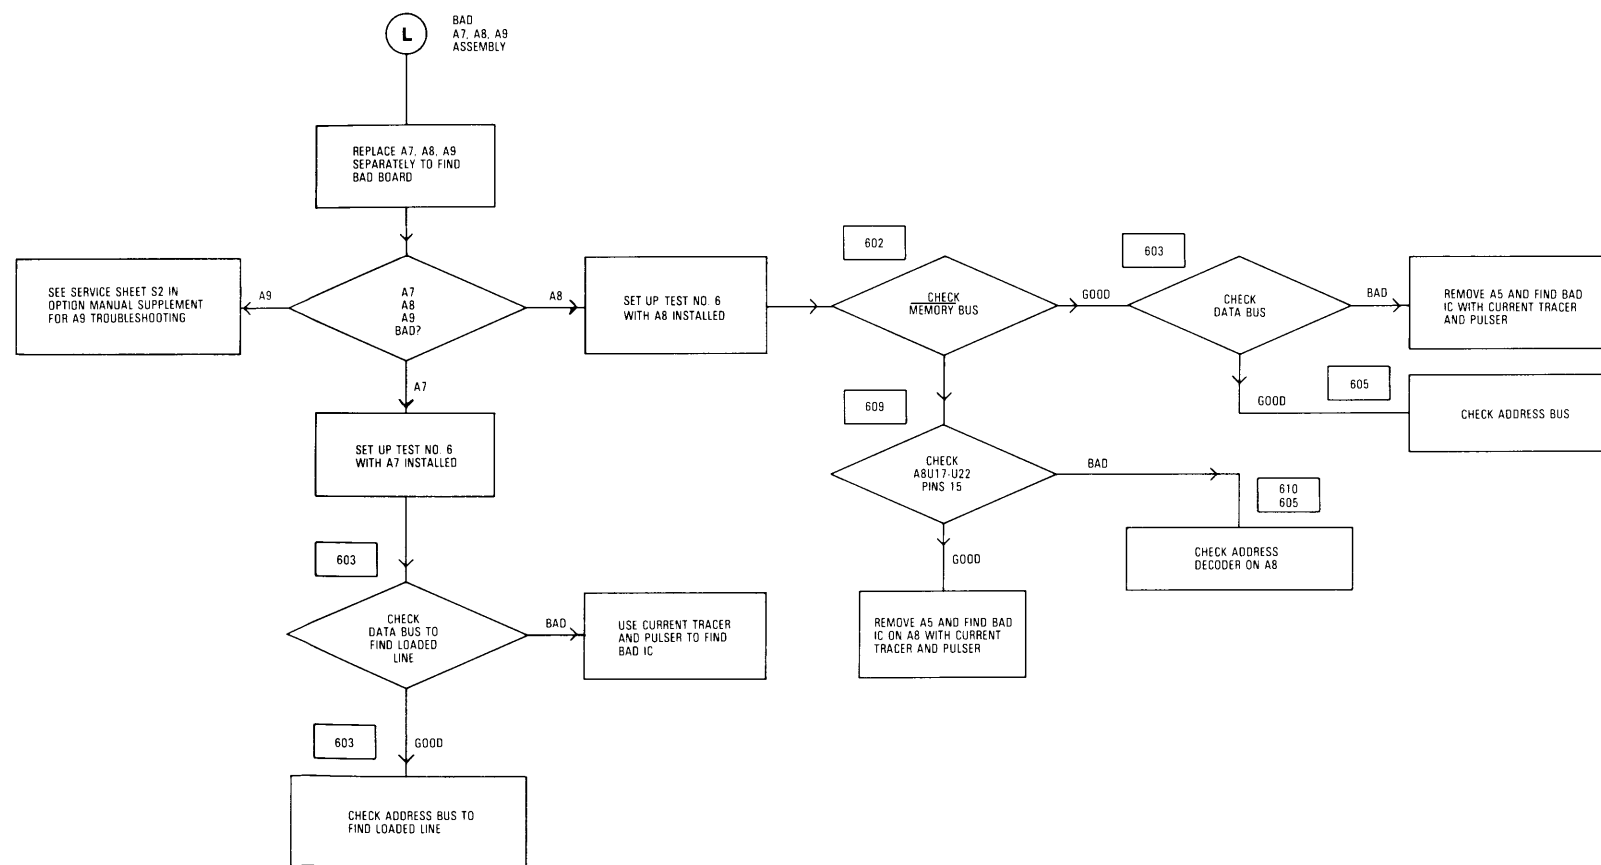 L
BAD
A7, A8, A9
ASSEMBLY
REPLACE A7, A8, A9
SEPARATELY TO FIND
BAD BOARD
SEE SERVICE SHEET S2 IN
OPTION MANUAL SUPPLEMENT
FOR A9 TROUBLESHOOTING
A9
A7
A8
A9
BAD?
A8
SET UP TEST NO. 6
WITH A8 INSTALLED
602
CHECK
MEMORY BUS
GOOD
603
CHECK
DATA BUS
BAD
REMOVE A5 AND FIND BAD
IC WITH CURRENT TRACER
AND PULSER
GOOD
605
CHECK ADDRESS BUS
A7
SET UP TEST NO. 6
WITH A7 INSTALLED
609
CHECK
A8U17-U22
PINS 15
BAD
610
605
CHECK ADDRESS
DECODER ON A8
GOOD
REMOVE A5 AND FIND BAD
IC ON A8 WITH CURRENT
TRACER AND PULSER
603
CHECK
DATA BUS TO
FIND LOADED
LINE
BAD
USE CURRENT TRACER
AND PULSER TO FIND
BAD IC
603
GOOD
CHECK ADDRESS BUS TO
FIND LOADED LINE